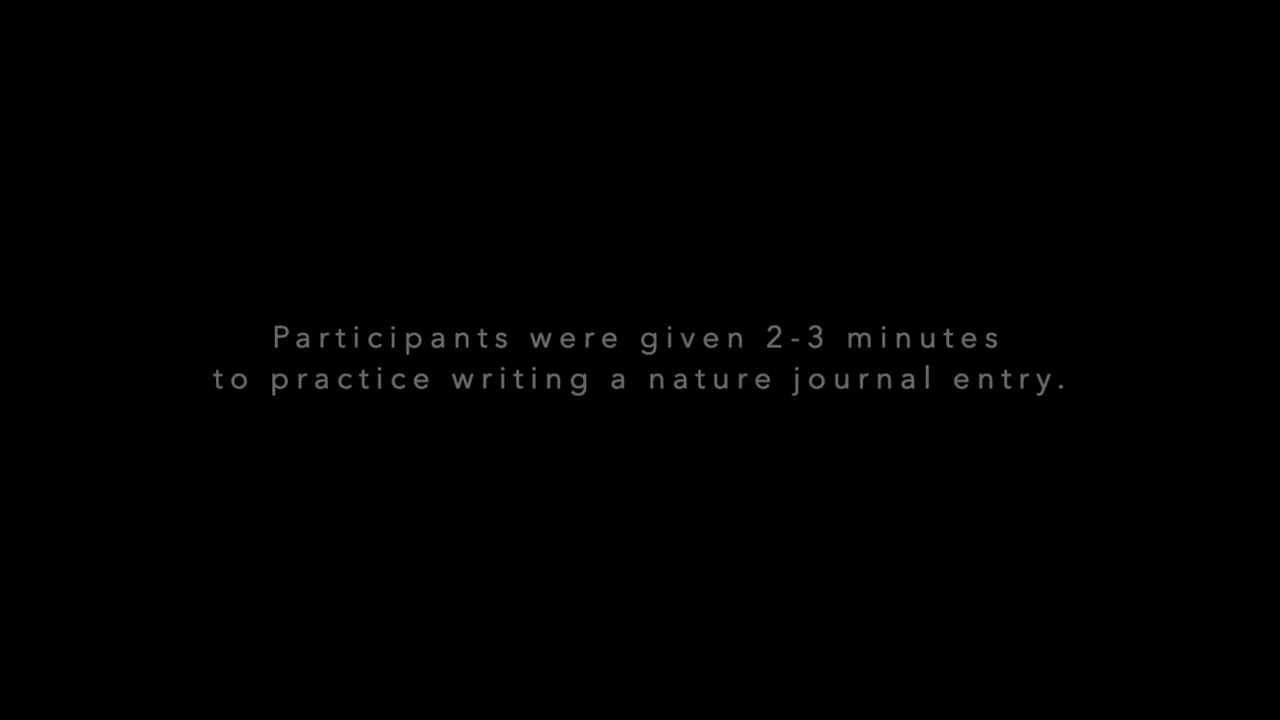 Participants were given 2-3 minutes
to practice writing a nature journal entry.